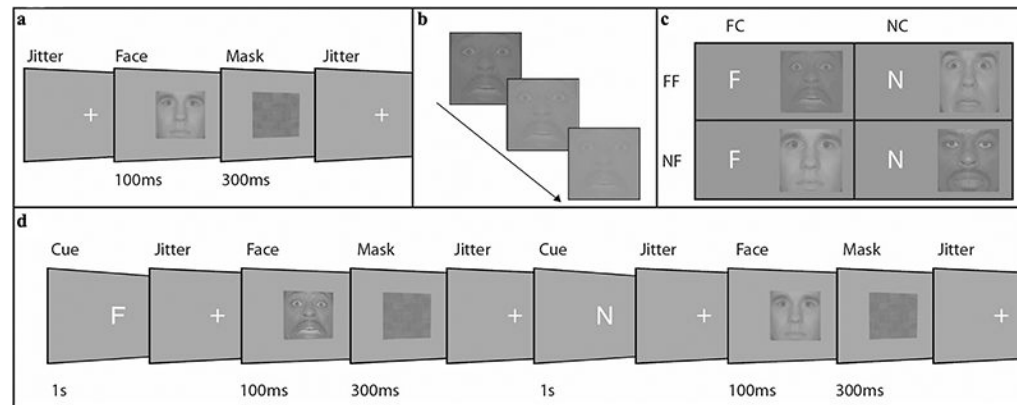 a
Jitter Face Mask Jitter
+ +
100ms 300ms
b
c
FC NC
FF F N
NF F N
d
Cue Jitter Face Mask Jitter Cue Jitter Face Mask Jitter
F + + N + +
1s 100ms 300ms 1s 100ms 300ms